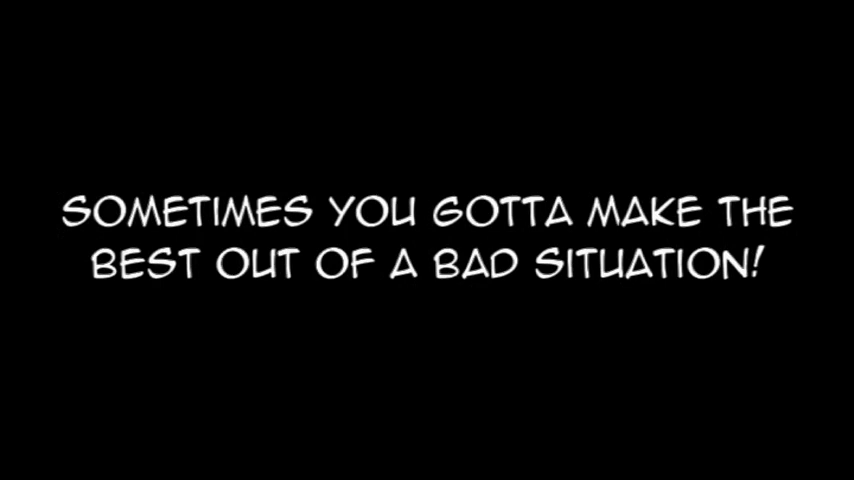 SOMETIMES YOU GOTTA MAKE THE
BEST OUT OF A BAD SITUATION!